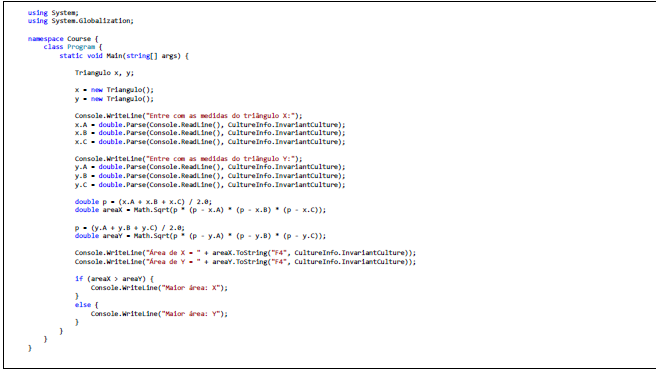 using System;
using System.Globalization;
namespace Course {
class Program {
static void Main(string[] args) {
Triangulo x, y;
x = new Triangulo();
y = new Triangulo();
Console.WriteLine("Entre com as medidas do triângulo X:");
x.A = double.Parse(Console.ReadLine(), CultureInfo.InvariantCulture);
x.B = double.Parse(Console.ReadLine(), CultureInfo.InvariantCulture);
x.C = double.Parse(Console.ReadLine(), CultureInfo.InvariantCulture);
Console.WriteLine("Entre com as medidas do triângulo Y:");
y.A = double.Parse(Console.ReadLine(), CultureInfo.InvariantCulture);
y.B = double.Parse(Console.ReadLine(), CultureInfo.InvariantCulture);
y.C = double.Parse(Console.ReadLine(), CultureInfo.InvariantCulture);
double p = (x.A + x.B + x.C) / 2.0;
double areaX = Math.Sqrt(p * (p - x.A) * (p - x.B) * (p - x.C));
p = (y.A + y.B + y.C) / 2.0;
double areaY = Math.Sqrt(p * (p - y.A) * (p - y.B) * (p - y.C));
Console.WriteLine("Área de X = " + areaX.ToString("F4", CultureInfo.InvariantCulture));
Console.WriteLine("Área de Y = " + areaY.ToString("F4", CultureInfo.InvariantCulture));
if (areaX > areaY) {
Console.WriteLine("Maior área: X");
}
else {
Console.WriteLine("Maior área: Y");
}
}
}
}